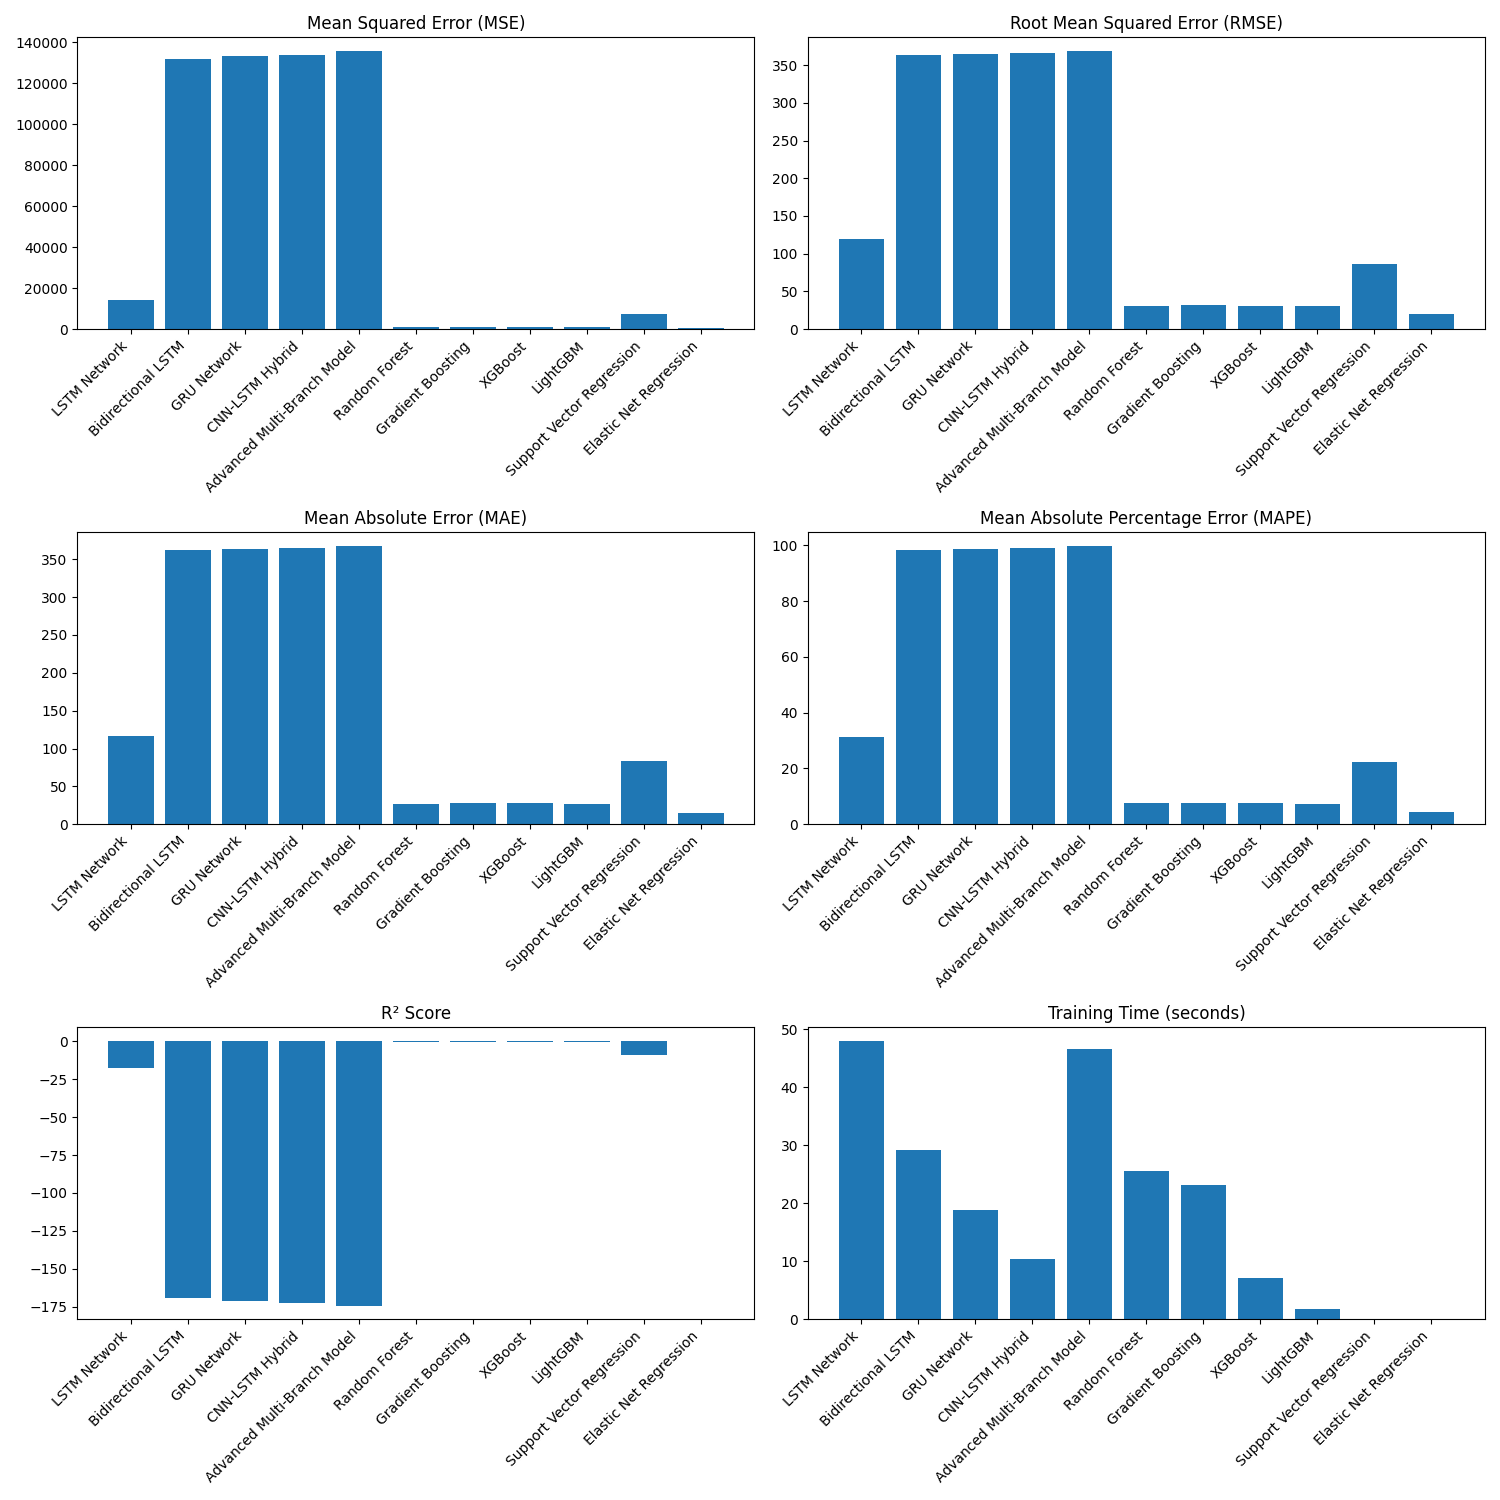 Mean Squared Error (MSE)
140000
120000
100000
80000
60000
40000
20000
0
LSTM Network
Bidirectional LSTM
GRU Network
CNN-LSTM Hybrid
Advanced Multi-Branch Model
Random Forest
Gradient Boosting
XGBoost
LightGBM
Support Vector Regression
Elastic Net Regression
Root Mean Squared Error (RMSE)
350
300
250
200
150
100
50
0
LSTM Network
Bidirectional LSTM
GRU Network
CNN-LSTM Hybrid
Advanced Multi-Branch Model
Random Forest
Gradient Boosting
XGBoost
LightGBM
Support Vector Regression
Elastic Net Regression
Mean Absolute Error (MAE)
350
300
250
200
150
100
50
0
LSTM Network
Bidirectional LSTM
GRU Network
CNN-LSTM Hybrid
Advanced Multi-Branch Model
Random Forest
Gradient Boosting
XGBoost
LightGBM
Support Vector Regression
Elastic Net Regression
Mean Absolute Percentage Error (MAPE)
100
80
60
40
20
0
LSTM Network
Bidirectional LSTM
GRU Network
CNN-LSTM Hybrid
Advanced Multi-Branch Model
Random Forest
Gradient Boosting
XGBoost
LightGBM
Support Vector Regression
Elastic Net Regression
R² Score
0
−25
−50
−75
−100
−125
−150
−175
LSTM Network
Bidirectional LSTM
GRU Network
CNN-LSTM Hybrid
Advanced Multi-Branch Model
Random Forest
Gradient Boosting
XGBoost
LightGBM
Support Vector Regression
Elastic Net Regression
Training Time (seconds)
50
40
30
20
10
0
LSTM Network
Bidirectional LSTM
GRU Network
CNN-LSTM Hybrid
Advanced Multi-Branch Model
Random Forest
Gradient Boosting
XGBoost
LightGBM
Support Vector Regression
Elastic Net Regression